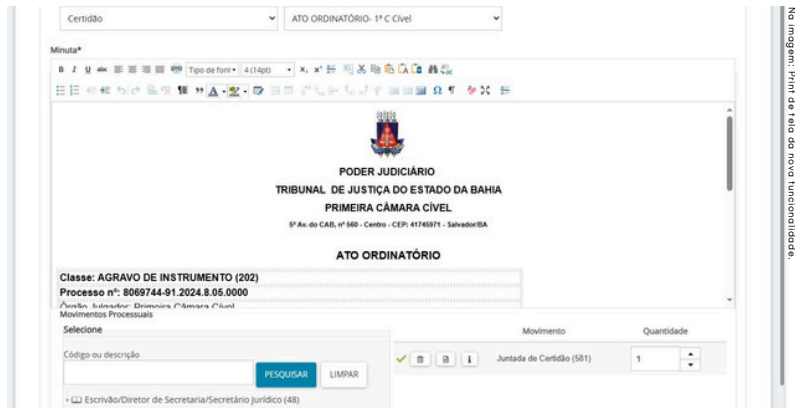 Certidão ATO ORDINATÓRIO- 1ª C Cível
Minuta*
B I U abc Tipo de font 4 (14pt)
PODER JUDICIÁRIO
TRIBUNAL DE JUSTIÇA DO ESTADO DA BAHIA
PRIMEIRA CÂMARA CÍVEL
5ª Av. do CAB, nº 560 - Centro - CEP: 41745971 - Salvador/BA
ATO ORDINATÓRIO
Classe: AGRAVO DE INSTRUMENTO (202)
Processo nº: 8069744-91.2024.8.05.0000
Órgão Julgador: Primeira Câmara Cível
Movimentos Processuais
Selecione
Código ou descrição
PESQUISAR LIMPAR
Escrivão/Diretor de Secretaria/Secretário Jurídico (48)
Movimento Quantidade
Juntada de Certidão (581) 1
Na imagem: Print de tela da nova funcionalidade.